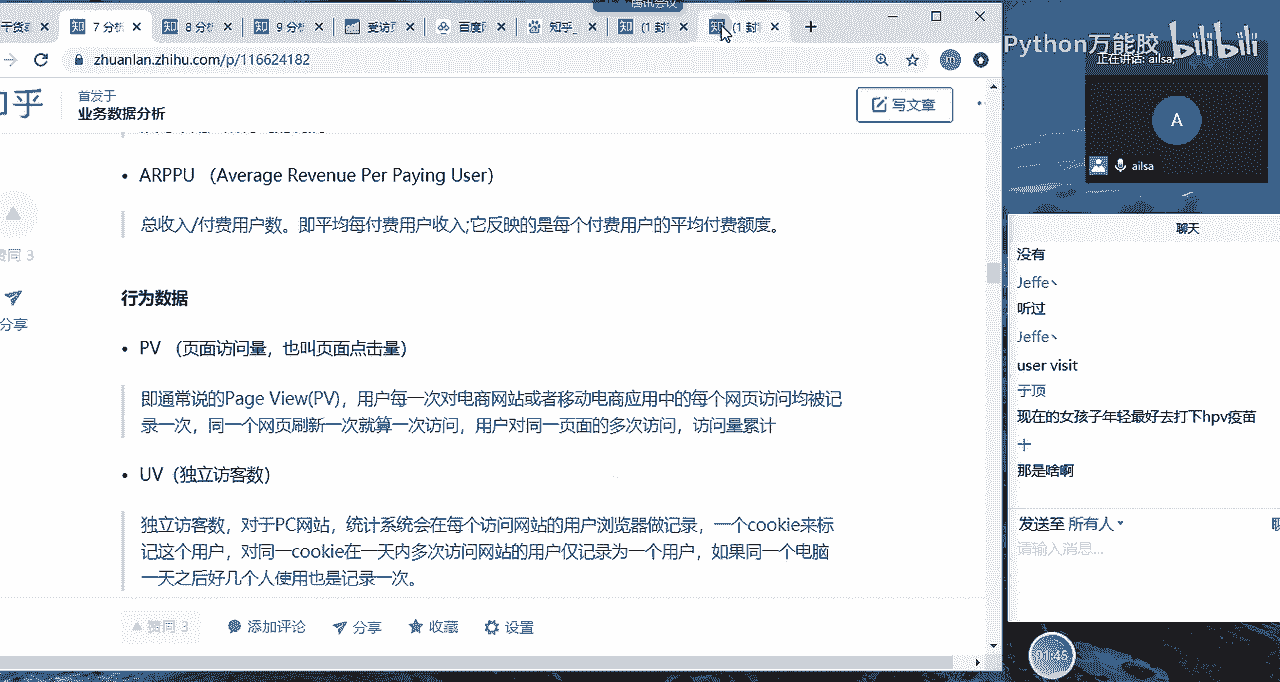 腾讯会议
7 分析
8 分析
9 分析
受访页
百度
知乎_
(1 封
(1 封
zhuanlan.zhihu.com/p/116624182
m
Python万能胶 bilibili
正在讲话: ailsa;
A
ailsa
乎
首发于
业务数据分析
写文章
• ARPPU （Average Revenue Per Paying User）
总收入/付费用户数。即平均每付费用户收入;它反映的是每个付费用户的平均付费额度。
赞同 3
分享
行为数据
• PV （页面访问量，也叫页面点击量）
即通常说的Page View(PV)，用户每一次对电商网站或者移动电商应用中的每个网页访问均被记
录一次，同一个网页刷新一次就算一次访问，用户对同一页面的多次访问，访问量累计
• UV（独立访客数）
独立访客数，对于PC网站，统计系统会在每个访问网站的用户浏览器做记录，一个cookie来标
记这个用户，对同一cookie在一天内多次访问网站的用户仅记录为一个用户，如果同一个电脑
一天之后好几个人使用也是记录一次。
赞同 3
添加评论
分享
收藏
设置
聊天
没有
Jeffe丶
听过
Jeffe丶
user visit
于顶
现在的女孩子年轻最好去打下hpv疫苗
十
那是啥啊
发送至 所有人
请输入消息...
01:46